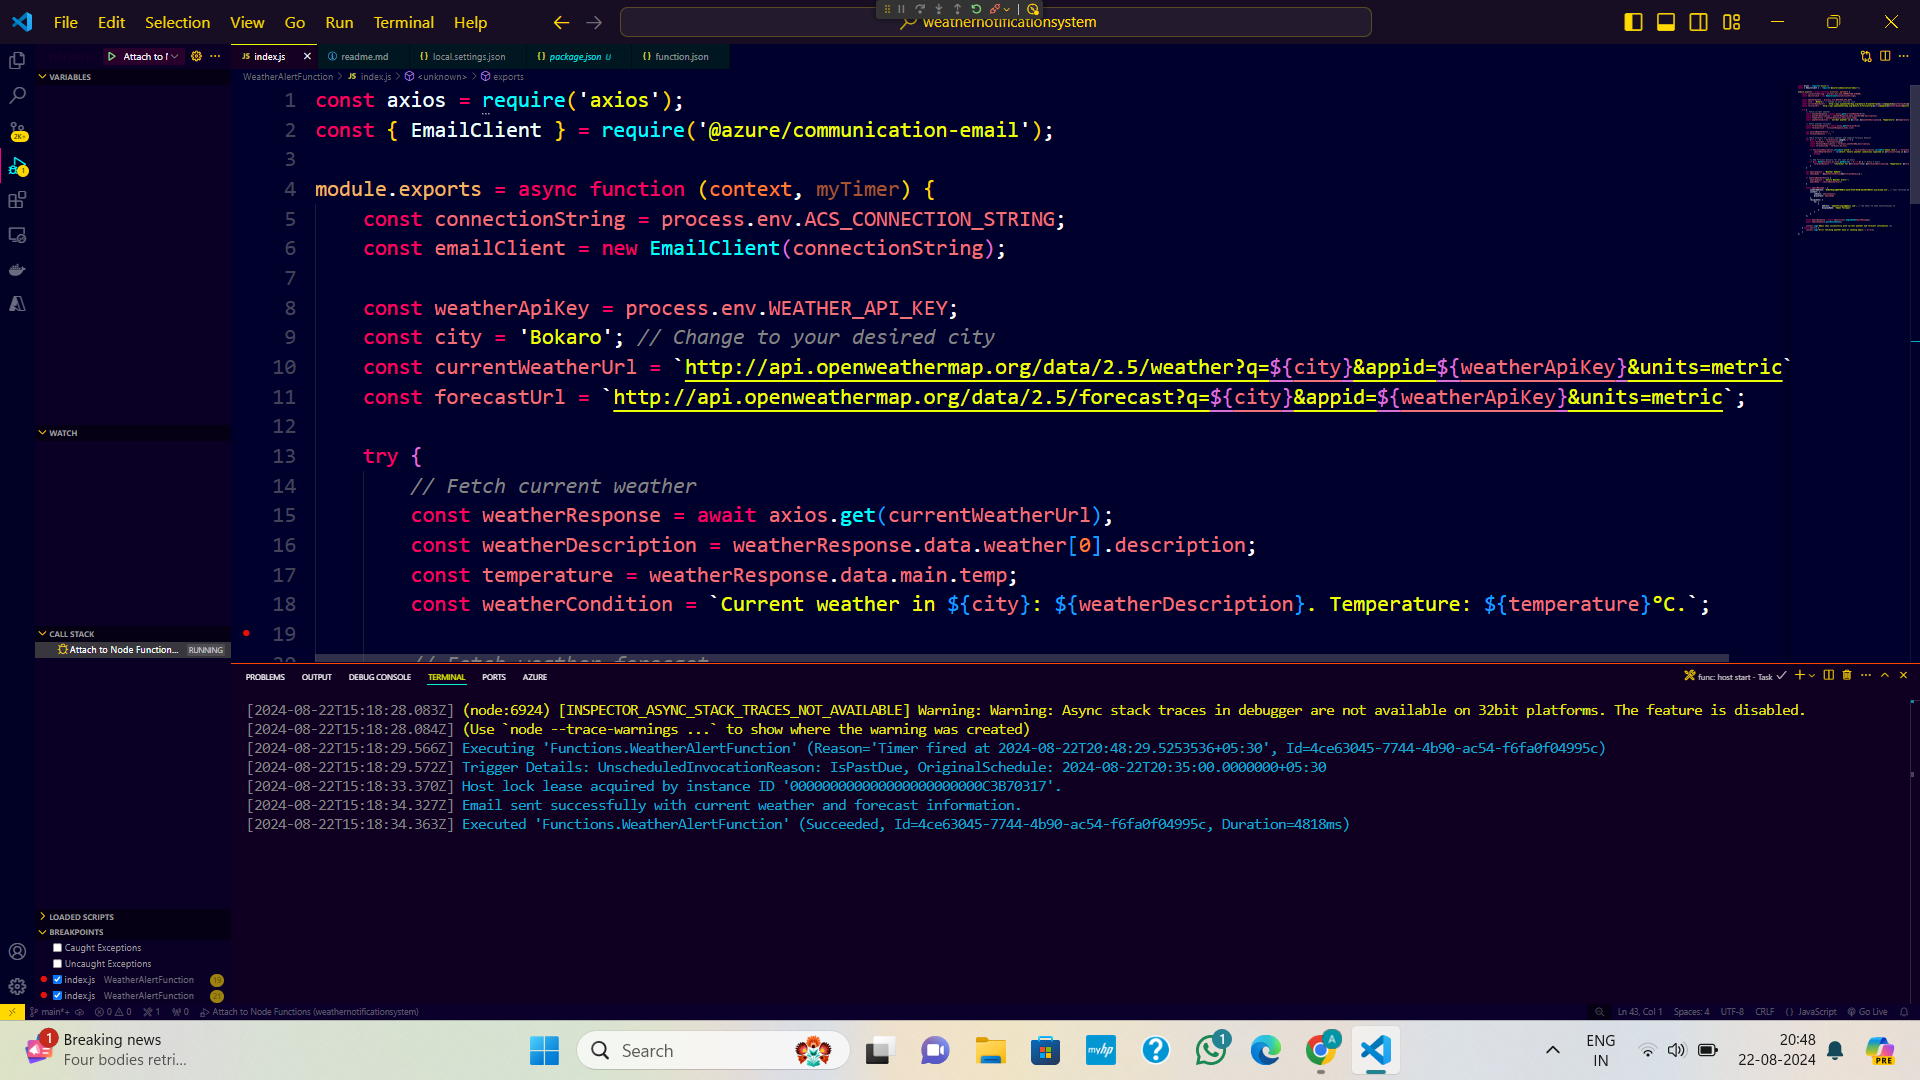 File Edit Selection View Go Run Terminal Help
weathernotificationsystem
Attach to
index.js
readme.md
local.settings.json
package.json U
function.json
VARIABLES
WeatherAlertFunction > JS index.js > <unknown> > exports
1 const axios = require('axios');
2 const { EmailClient } = require('@azure/communication-email');
3
4 module.exports = async function (context, myTimer) {
5 const connectionString = process.env.ACS_CONNECTION_STRING;
6 const emailClient = new EmailClient(connectionString);
7
8 const weatherApiKey = process.env.WEATHER_API_KEY;
9 const city = 'Bokaro'; // Change to your desired city
10 const currentWeatherUrl = `http://api.openweathermap.org/data/2.5/weather?q=${city}&appid=${weatherApiKey}&units=metric`
11 const forecastUrl = `http://api.openweathermap.org/data/2.5/forecast?q=${city}&appid=${weatherApiKey}&units=metric`;
12
13 try {
14 // Fetch current weather
15 const weatherResponse = await axios.get(currentWeatherUrl);
16 const weatherDescription = weatherResponse.data.weather[0].description;
17 const temperature = weatherResponse.data.main.temp;
18 const weatherCondition = `Current weather in ${city}: ${weatherDescription}. Temperature: ${temperature}°C.`;
19
20 // Fetch weather forecast
WATCH
CALL STACK
Attach to Node Function... RUNNING
LOADED SCRIPTS
BREAKPOINTS
Caught Exceptions
Uncaught Exceptions
index.js WeatherAlertFunction 19
index.js WeatherAlertFunction 21
PROBLEMS OUTPUT DEBUG CONSOLE TERMINAL PORTS AZURE
func: host start - Task
[2024-08-22T15:18:28.083Z] (node:6924) [INSPECTOR_ASYNC_STACK_TRACES_NOT_AVAILABLE] Warning: Warning: Async stack traces in debugger are not available on 32bit platforms. The feature is disabled.
[2024-08-22T15:18:28.084Z] (Use `node --trace-warnings ...` to show where the warning was created)
[2024-08-22T15:18:29.566Z] Executing 'Functions.WeatherAlertFunction' (Reason='Timer fired at 2024-08-22T20:48:29.5253536+05:30', Id=4ce63045-7744-4b90-ac54-f6fa0f04995c)
[2024-08-22T15:18:29.572Z] Trigger Details: UnscheduledInvocationReason: IsPastDue, OriginalSchedule: 2024-08-22T20:35:00.0000000+05:30
[2024-08-22T15:18:33.370Z] Host lock lease acquired by instance ID '000000000000000000000000C3B70317'.
[2024-08-22T15:18:34.327Z] Email sent successfully with current weather and forecast information.
[2024-08-22T15:18:34.363Z] Executed 'Functions.WeatherAlertFunction' (Succeeded, Id=4ce63045-7744-4b90-ac54-f6fa0f04995c, Duration=4818ms)
main*+ 0 0 1 0 Attach to Node Functions (weathernotificationsystem)
Ln 43, Col 1 Spaces: 4 UTF-8 CRLF {} JavaScript Go Live
1 Breaking news
Four bodies retri...
Search
myhp
1
A
ENG
IN
20:48
22-08-2024
PRE